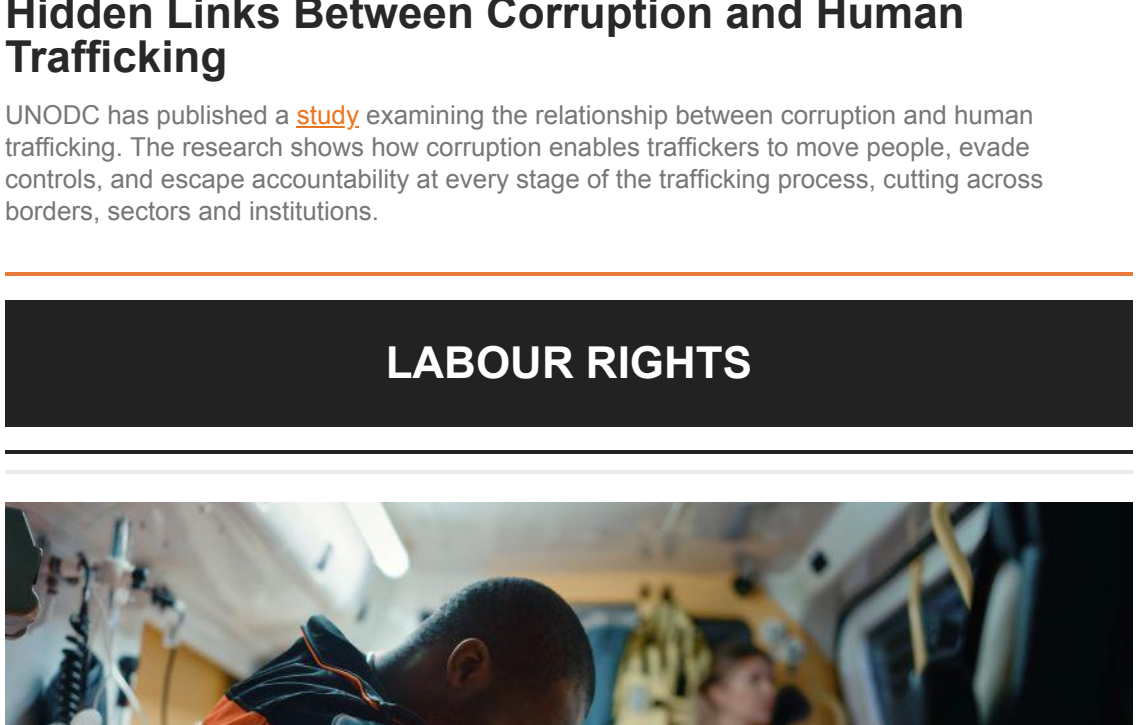 Hidden Links Between Corruption and Human
Trafficking
UNODC has published a study examining the relationship between corruption and human
trafficking. The research shows how corruption enables traffickers to move people, evade
controls, and escape accountability at every stage of the trafficking process, cutting across
borders, sectors and institutions.
LABOUR RIGHTS